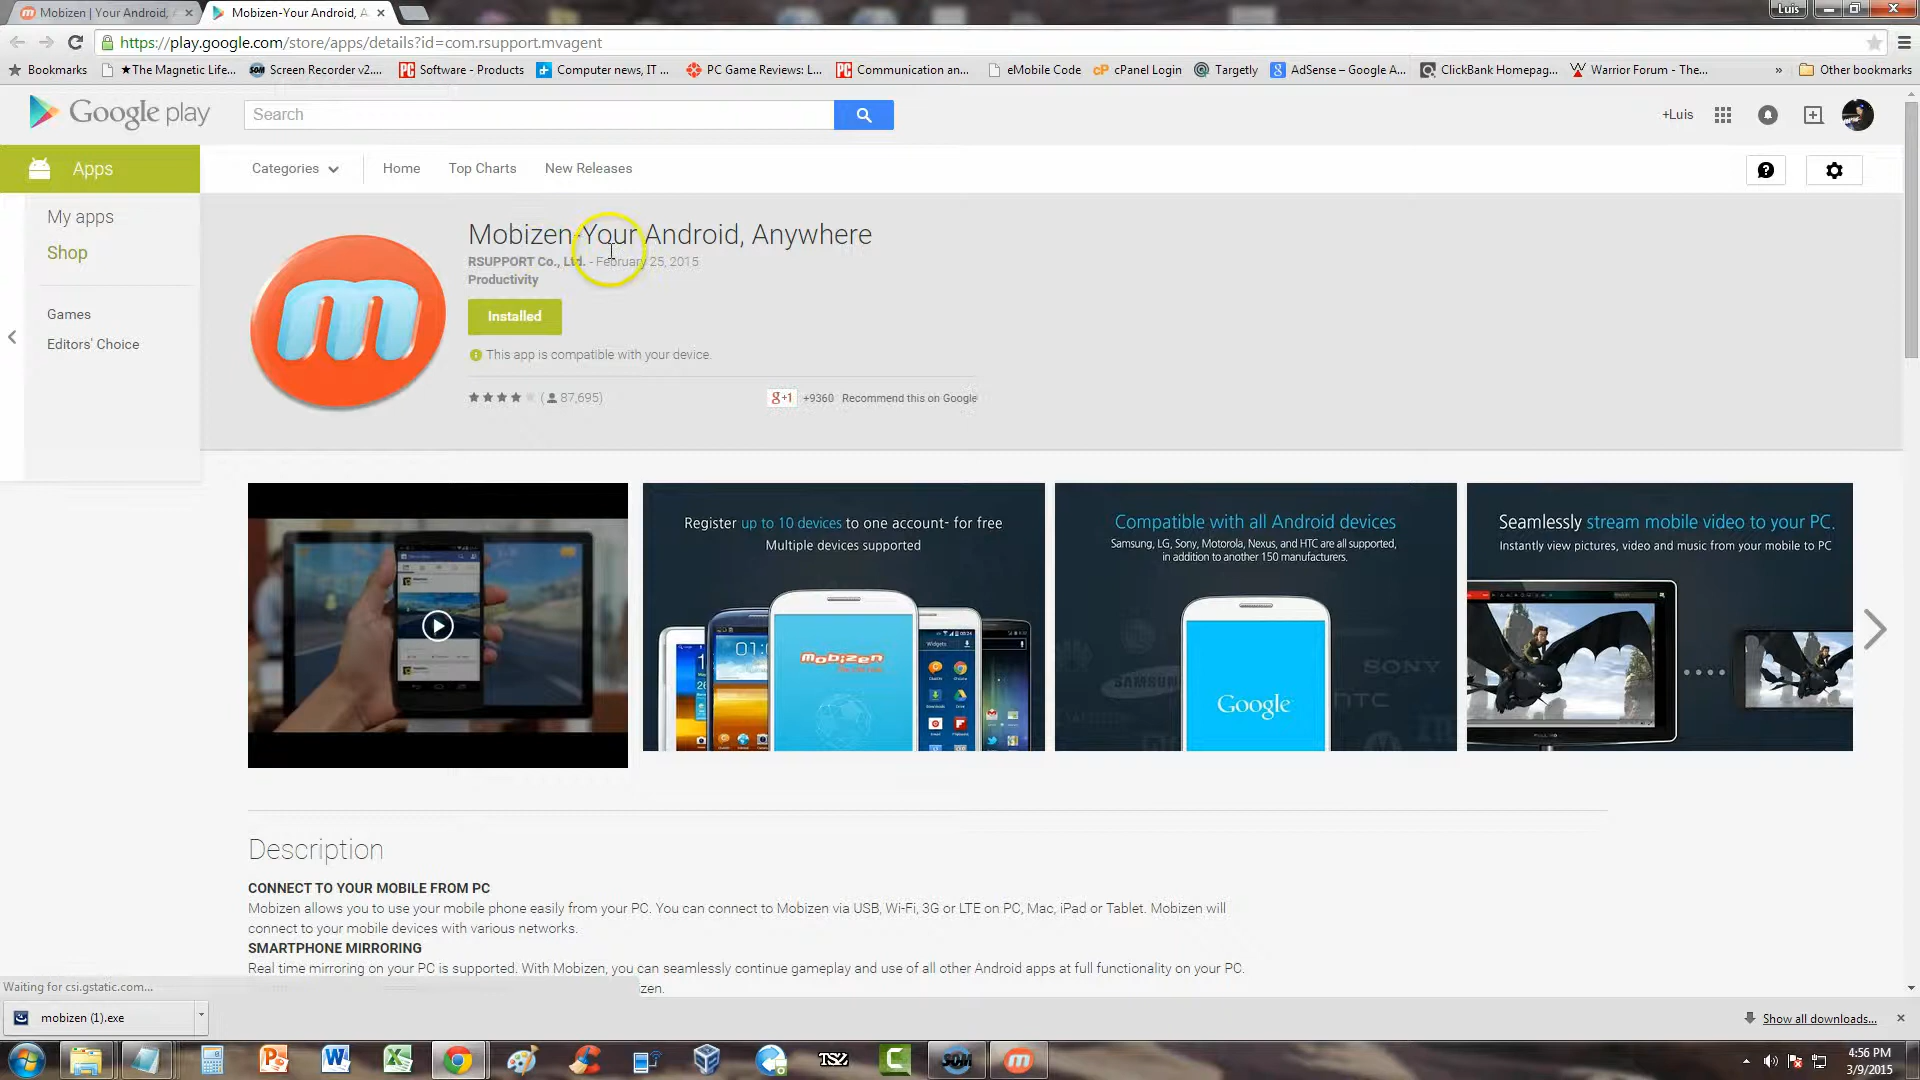 Mobizen | Your Android,
Mobizen-Your Android, A
Luis
https://play.google.com/store/apps/details?id=com.rsupport.mvagent
Bookmarks
★The Magnetic Life...
Screen Recorder v2....
Software - Products
Computer news, IT ...
PC Game Reviews: L...
Communication an...
eMobile Code
cPanel Login
Targetly
AdSense – Google A...
ClickBank Homepag...
Warrior Forum - The...
»
Other bookmarks
Google play
Search
+Luis
Apps
Categories
Home
Top Charts
New Releases
My apps
Shop
Games
Editors' Choice
Mobizen-Your Android, Anywhere
RSUPPORT Co., Ltd. - February 25, 2015
Productivity
Installed
This app is compatible with your device.
(87,695)
g+1 +9360 Recommend this on Google
Register up to 10 devices to one account- for free
Multiple devices supported
mobizen
Compatible with all Android devices
Samsung, LG, Sony, Motorola, Nexus, and HTC are all supported,
in addition to another 150 manufacturers.
SAMSUNG
SONY
HTC
Google
Seamlessly stream mobile video to your PC.
Instantly view pictures, video and music from your mobile to PC
Description
CONNECT TO YOUR MOBILE FROM PC
Mobizen allows you to use your mobile phone easily from your PC. You can connect to Mobizen via USB, Wi-Fi, 3G or LTE on PC, Mac, iPad or Tablet. Mobizen will
connect to your mobile devices with various networks.
SMARTPHONE MIRRORING
Real time mirroring on your PC is supported. With Mobizen, you can seamlessly continue gameplay and use of all other Android apps at full functionality on your PC.
zen.
Waiting for csi.gstatic.com...
mobizen (1).exe
Show all downloads...
TSZ
SOM
4:56 PM
3/9/2015